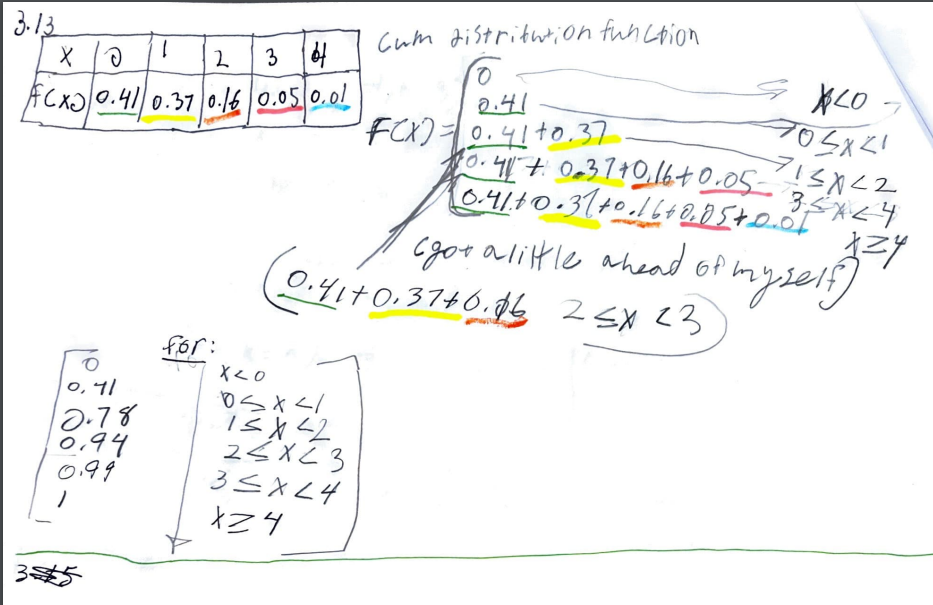 3.13
x 0 1 2 3 4
f(x) 0.41 0.37 0.16 0.05 0.01
cum distribution function
F(X) =
0 x<0
0.41 0≤x<1
0.41+0.37 1≤x<2
0.41+0.37+0.16+0.05 3≤x<4
0.41+0.37+0.16+0.05+0.01 x≥4
(got a little ahead of myself)
(0.41+0.37+0.16 2≤x<3)
for:
0 x<0
0.41 0≤x<1
0.78 1≤x<2
0.94 2≤x<3
0.99 3≤x<4
1 x≥4